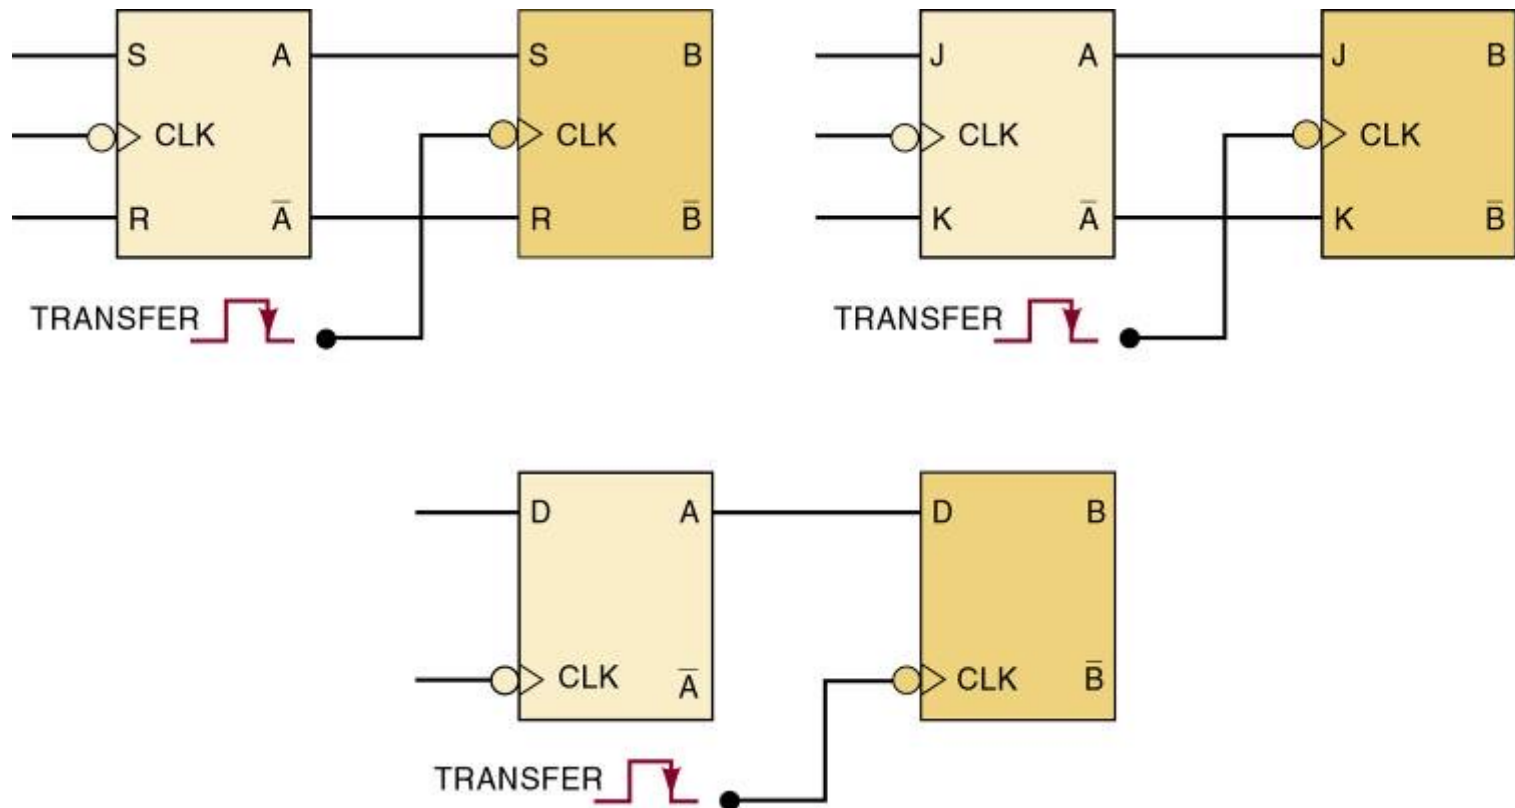 S A S B
CLK CLK
R A̅ R B̅
TRANSFER
J A J B
CLK CLK
K A̅ K B̅
TRANSFER
D A D B
CLK A̅ CLK B̅
TRANSFER